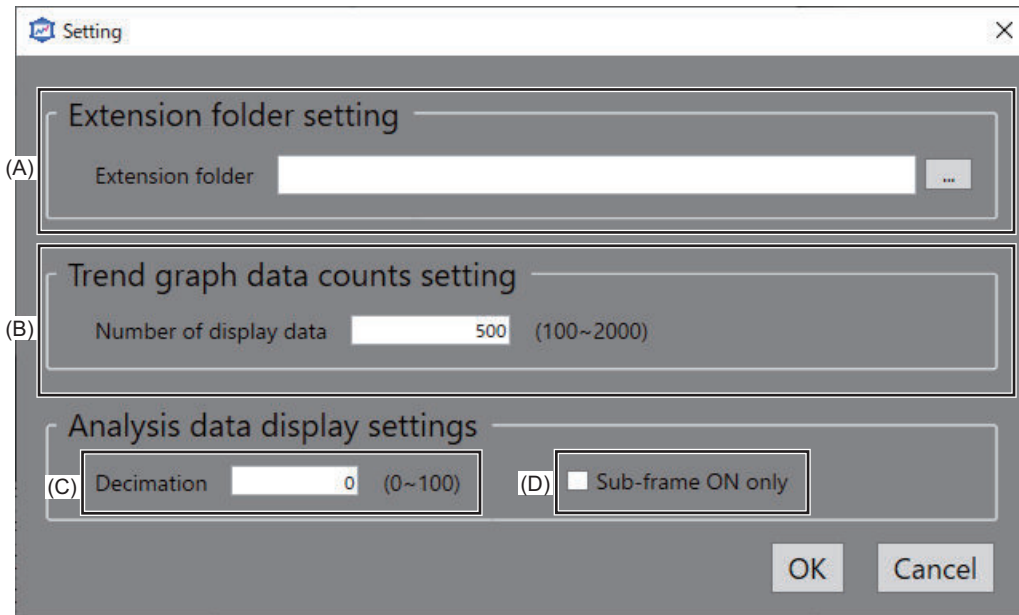 Setting
Extension folder setting
(A)
Extension folder
...
Trend graph data counts setting
(B)
Number of display data 500 (100~2000)
Analysis data display settings
(C) Decimation 0 (0~100) (D) Sub-frame ON only
OK Cancel